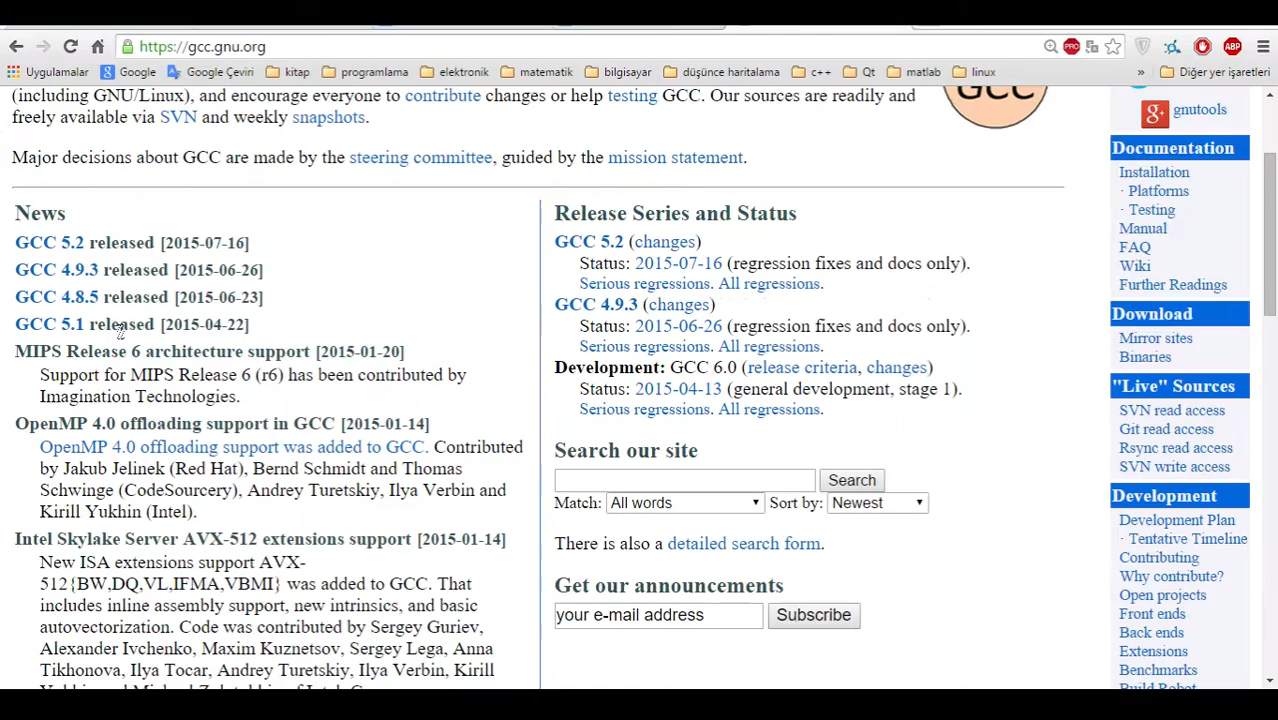 https://gcc.gnu.org
PRO
ABP
Uygulamalar
Google
Google Çeviri
kitap
programlama
elektronik
matematik
bilgisayar
düşünce haritalama
c++
Qt
matlab
linux
»
Diğer yer işaretleri
(including GNU/Linux), and encourage everyone to contribute changes or help testing GCC. Our sources are readily and
freely available via SVN and weekly snapshots.
Major decisions about GCC are made by the steering committee, guided by the mission statement.
GCC
News
GCC 5.2 released [2015-07-16]
GCC 4.9.3 released [2015-06-26]
GCC 4.8.5 released [2015-06-23]
GCC 5.1 released [2015-04-22]
MIPS Release 6 architecture support [2015-01-20]
Support for MIPS Release 6 (r6) has been contributed by
Imagination Technologies.
OpenMP 4.0 offloading support in GCC [2015-01-14]
OpenMP 4.0 offloading support was added to GCC. Contributed
by Jakub Jelinek (Red Hat), Bernd Schmidt and Thomas
Schwinge (CodeSourcery), Andrey Turetskiy, Ilya Verbin and
Kirill Yukhin (Intel).
Intel Skylake Server AVX-512 extensions support [2015-01-14]
New ISA extensions support AVX-
512{BW,DQ,VL,IFMA,VBMI} was added to GCC. That
includes inline assembly support, new intrinsics, and basic
autovectorization. Code was contributed by Sergey Guriev,
Alexander Ivchenko, Maxim Kuznetsov, Sergey Lega, Anna
Tikhonova, Ilya Tocar, Andrey Turetskiy, Ilya Verbin, Kirill
Release Series and Status
GCC 5.2 (changes)
Status: 2015-07-16 (regression fixes and docs only).
Serious regressions. All regressions.
GCC 4.9.3 (changes)
Status: 2015-06-26 (regression fixes and docs only).
Serious regressions. All regressions.
Development: GCC 6.0 (release criteria, changes)
Status: 2015-04-13 (general development, stage 1).
Serious regressions. All regressions.
Search our site
Search
Match: All words Sort by: Newest
There is also a detailed search form.
Get our announcements
your e-mail address Subscribe
g+ gnutools
Documentation
Installation
· Platforms
· Testing
Manual
FAQ
Wiki
Further Readings
Download
Mirror sites
Binaries
"Live" Sources
SVN read access
Git read access
Rsync read access
SVN write access
Development
Development Plan
· Tentative Timeline
Contributing
Why contribute?
Open projects
Front ends
Back ends
Extensions
Benchmarks
Build Robot